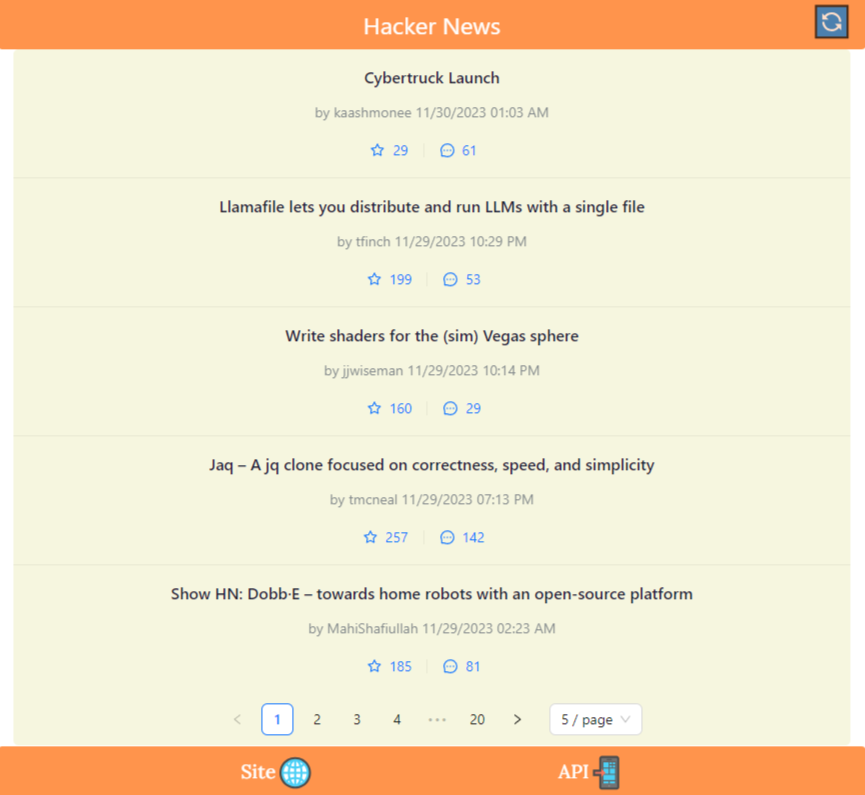 Hacker News
Cybertruck Launch
by kaashmonee 11/30/2023 01:03 AM
29 61
Llamafile lets you distribute and run LLMs with a single file
by tfinch 11/29/2023 10:29 PM
199 53
Write shaders for the (sim) Vegas sphere
by jjwiseman 11/29/2023 10:14 PM
160 29
Jaq – A jq clone focused on correctness, speed, and simplicity
by tmcneal 11/29/2023 07:13 PM
257 142
Show HN: Dobb·E – towards home robots with an open-source platform
by MahiShafiullah 11/29/2023 02:23 AM
185 81
< 1 2 3 4 ••• 20 > 5 / page
Site API